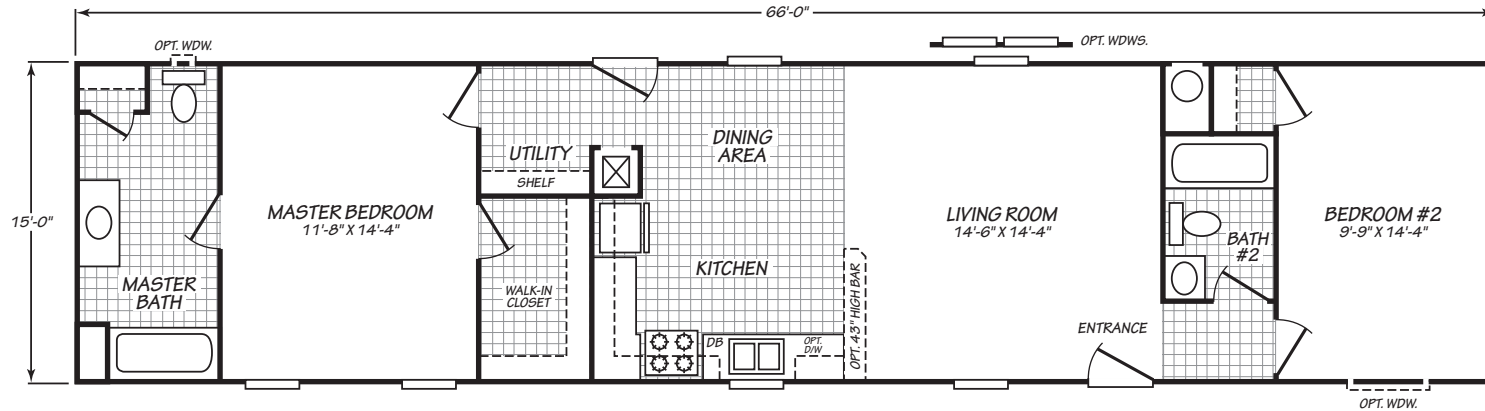 66'-0"
OPT. WDW.
OPT. WDWS.
15'-0"
UTILITY
SHELF
DINING
AREA
MASTER BEDROOM
11'-8" X 14'-4"
LIVING ROOM
14'-6" X 14'-4"
BEDROOM #2
9'-9" X 14'-4"
BATH
#2
KITCHEN
MASTER
BATH
WALK-IN
CLOSET
OPT. 43" HIGH BAR
ENTRANCE
DB
OPT.
D/W
OPT. WDW.